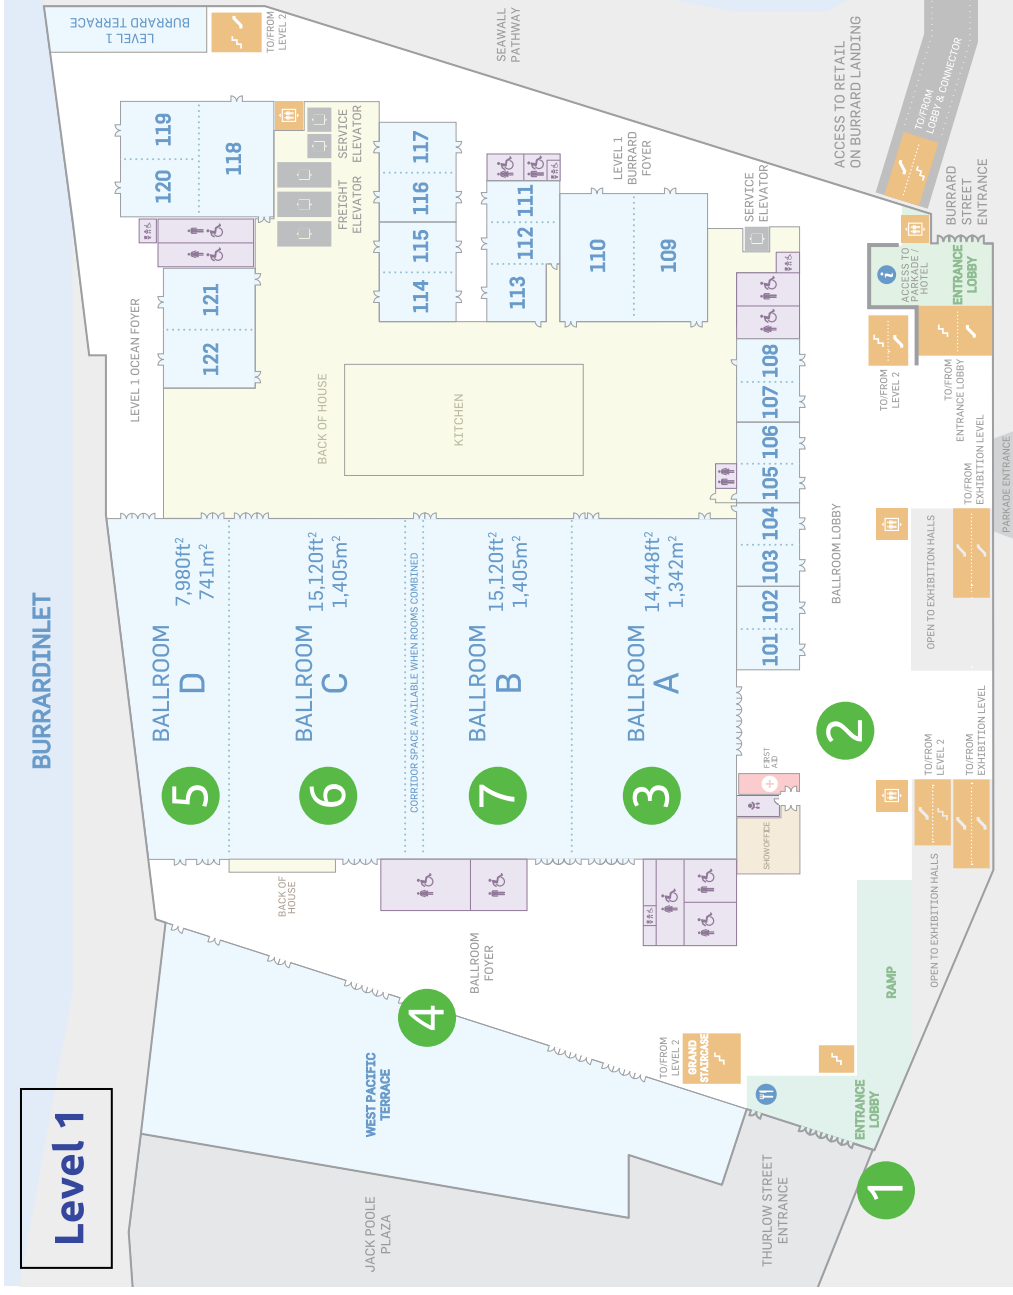 Level 1
BURRARDINLET
LEVEL 1
BURRARD TERRACE
TO/FROM
LEVEL 2
SEAWALL
PATHWAY
ACCESS TO RETAIL
ON BURRARD LANDING
TO/FROM
LOBBY & CONNECTOR
BURRARD
STREET
ENTRANCE
119
120
118
SERVICE
ELEVATOR
FREIGHT
ELEVATOR
117
116
115
114
111
112
113
LEVEL 1
BURRARD
FOYER
110
109
SERVICE
ELEVATOR
i
ACCESS TO
PARKADE /
HOTEL
ENTRANCE
LOBBY
121
122
LEVEL 1 OCEAN FOYER
BACK OF HOUSE
KITCHEN
108
107
106
105
104
103
102
101
TO/FROM
LEVEL 2
TO/FROM
ENTRANCE LOBBY
TO/FROM
EXHIBITION LEVEL
PARKADE ENTRANCE
BALLROOM LOBBY
OPEN TO EXHIBITION HALLS
BALLROOM
D
7,980ft²
741m²
BALLROOM
C
15,120ft²
1,405m²
CORRIDOR SPACE AVAILABLE WHEN ROOMS COMBINED
BALLROOM
B
15,120ft²
1,405m²
BALLROOM
A
14,448ft²
1,342m²
5
6
7
3
2
FIRST
AID
SHOW OFFICE
TO/FROM
LEVEL 2
TO/FROM
EXHIBITION LEVEL
OPEN TO EXHIBITION HALLS
BACK OF
HOUSE
BALLROOM
FOYER
4
WEST PACIFIC
TERRACE
TO/FROM
LEVEL 2
GRAND
STAIRCASE
RAMP
ENTRANCE
LOBBY
1
JACK POOLE
PLAZA
THURLOW STREET
ENTRANCE